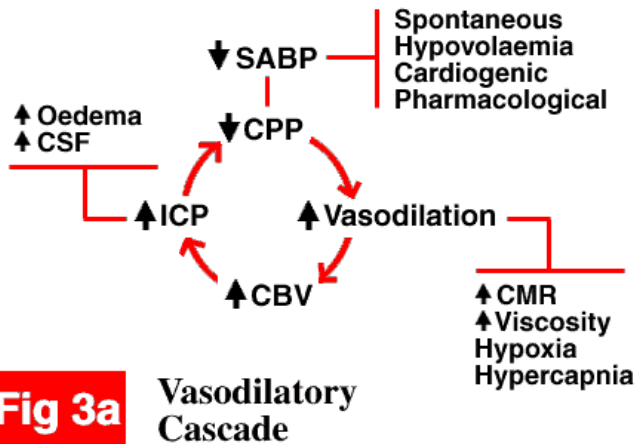 Spontaneous
Hypovolaemia
Cardiogenic
Pharmacological
↓ SABP
↑ Oedema
↑ CSF
↓ CPP
↑ ICP
↑ Vasodilation
↑ CBV
↑ CMR
↑ Viscosity
Hypoxia
Hypercapnia
Fig 3a
Vasodilatory
Cascade